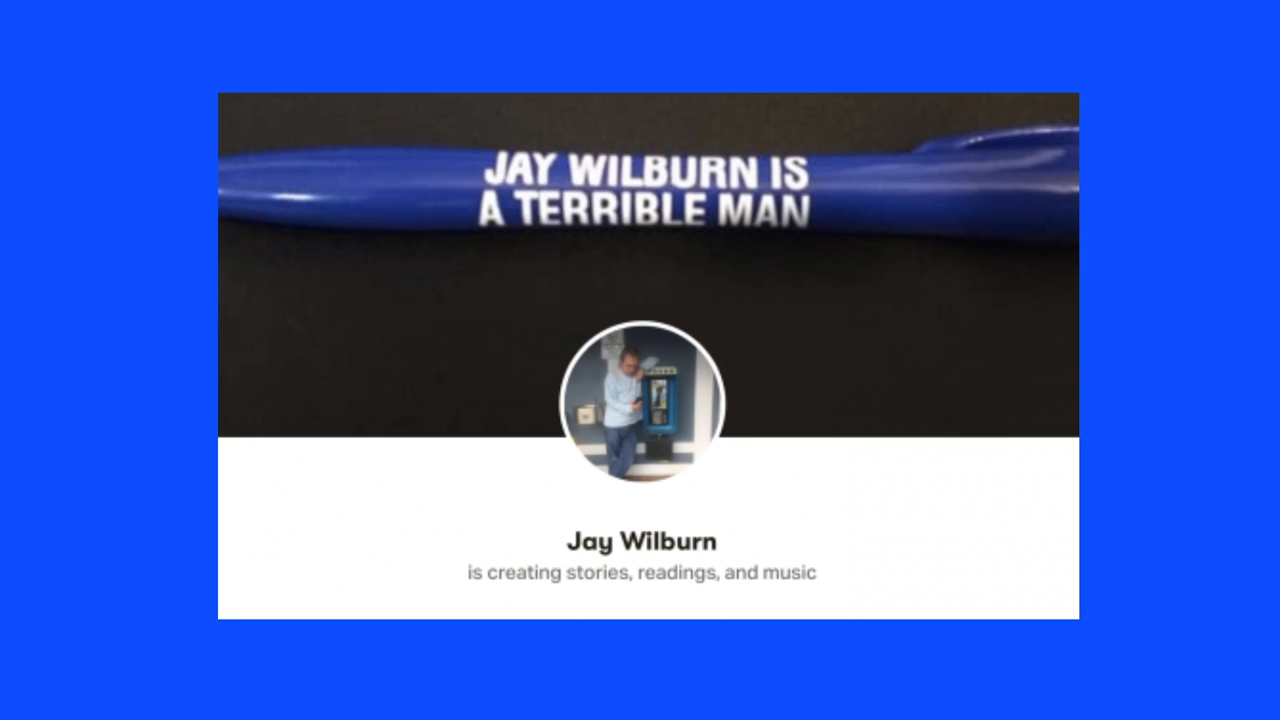 JAY WILBURN IS
A TERRIBLE MAN
Jay Wilburn
is creating stories, readings, and music